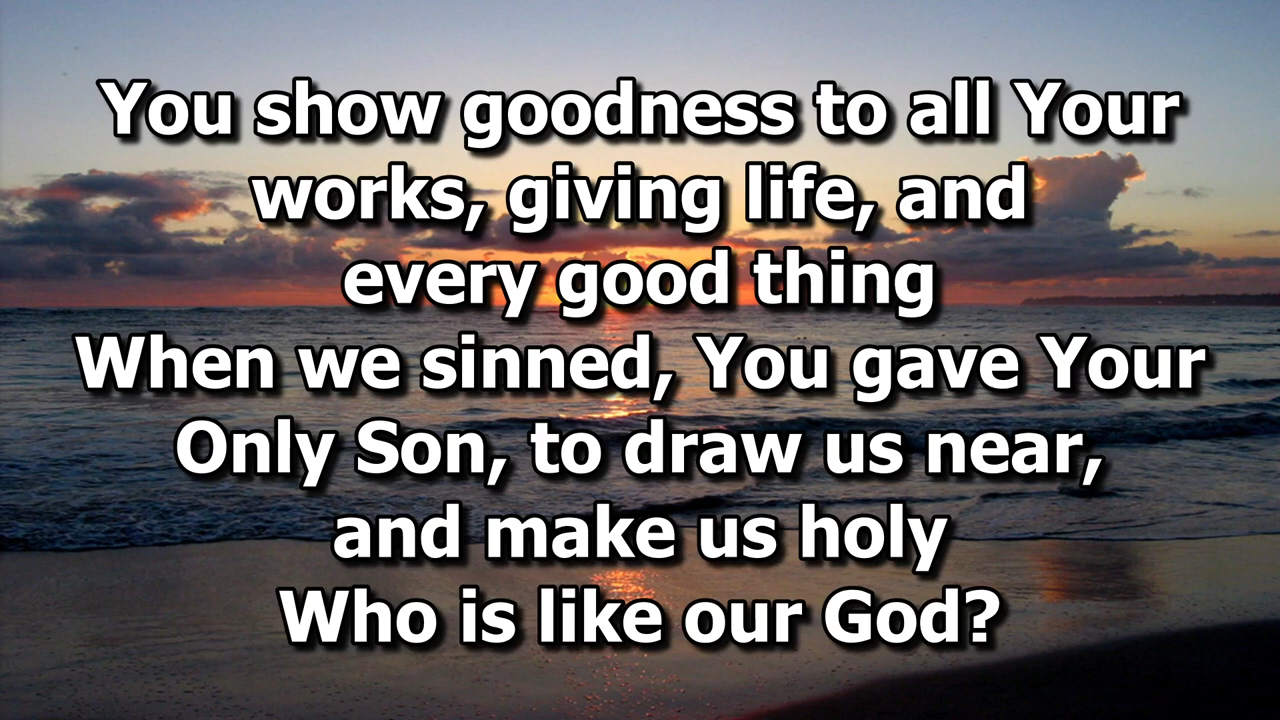 You show goodness to all Your
works, giving life, and
every good thing
When we sinned, You gave Your
Only Son, to draw us near,
and make us holy
Who is like our God?